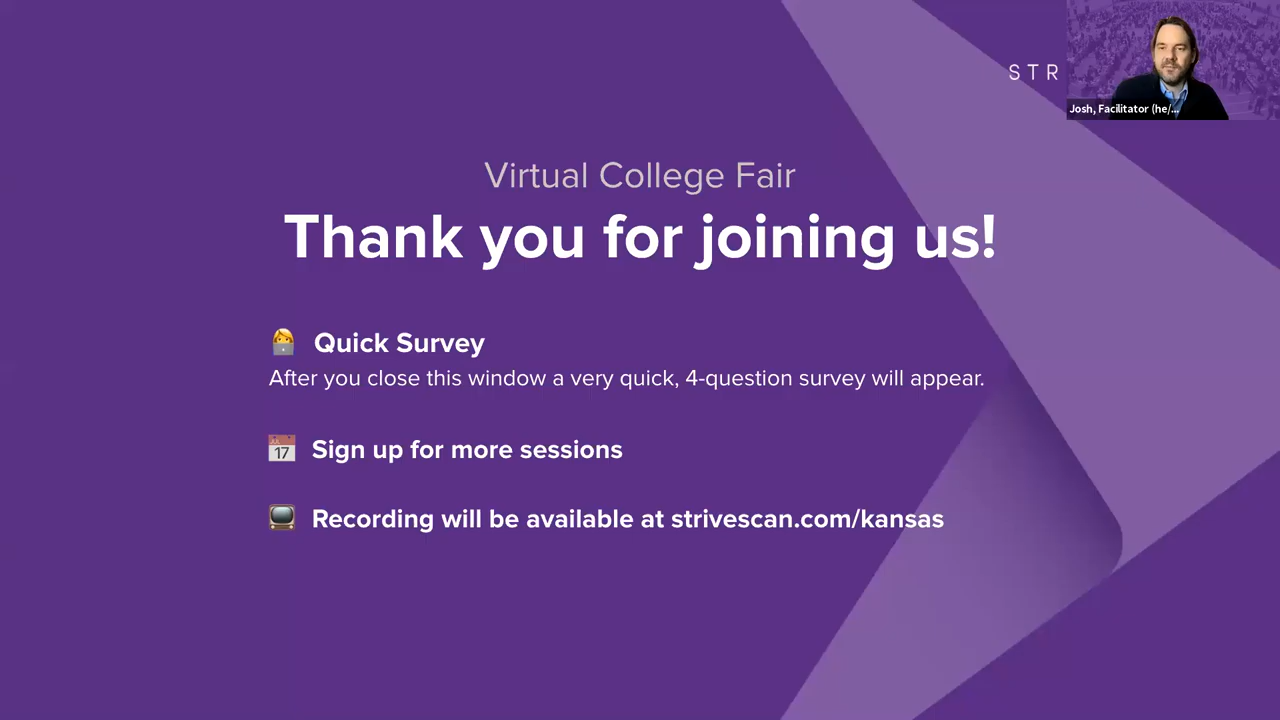 STR
Josh, Facilitator (he/...
Virtual College Fair
Thank you for joining us!
Quick Survey
After you close this window a very quick, 4-question survey will appear.
17
Sign up for more sessions
Recording will be available at strivescan.com/kansas